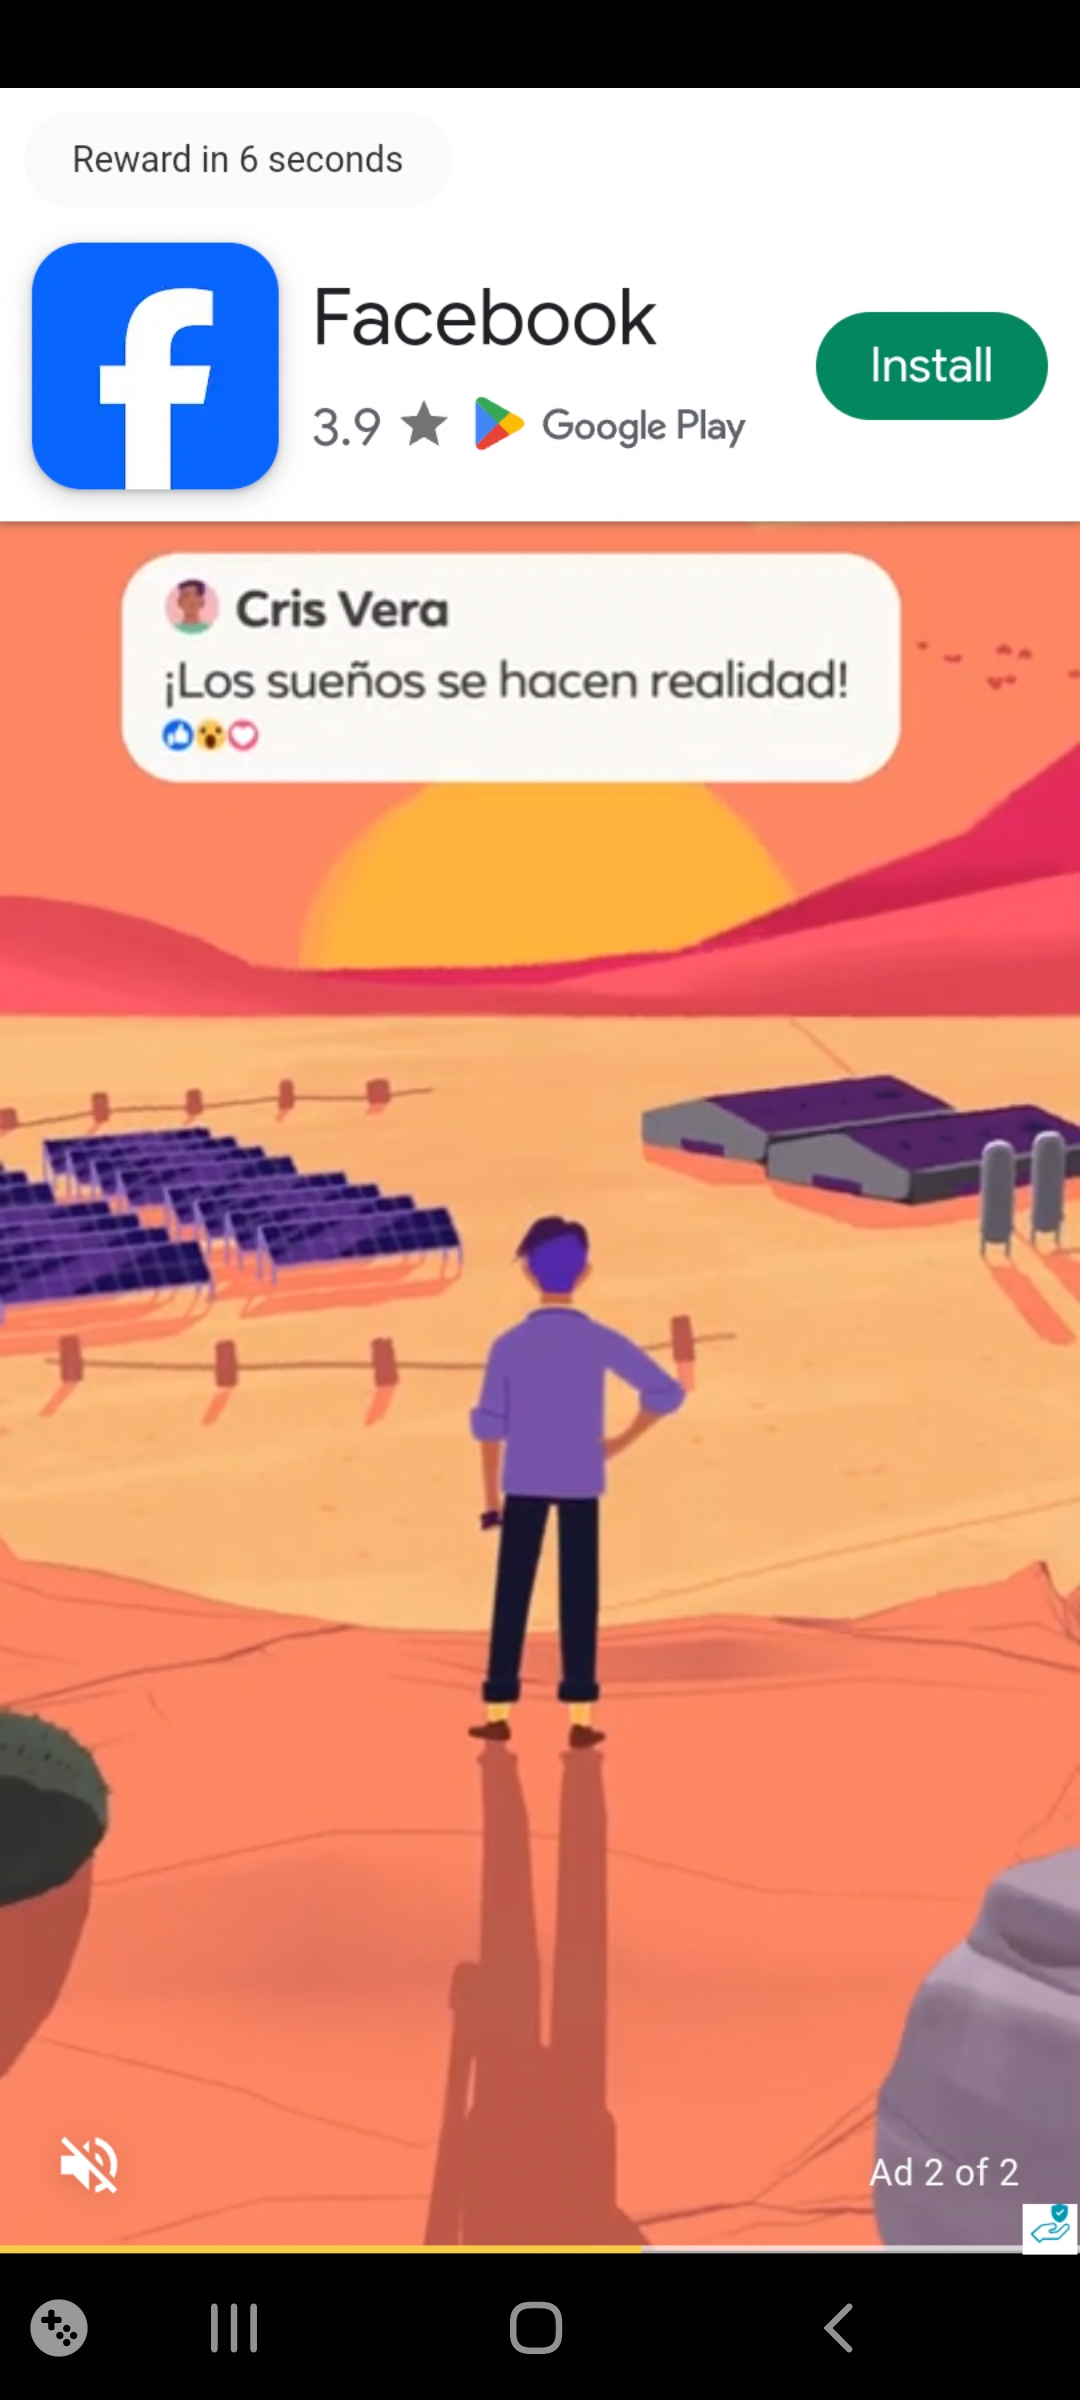 Reward in 6 seconds
Facebook
Install
3.9 ★ Google Play
Cris Vera
¡Los sueños se hacen realidad!
Ad 2 of 2